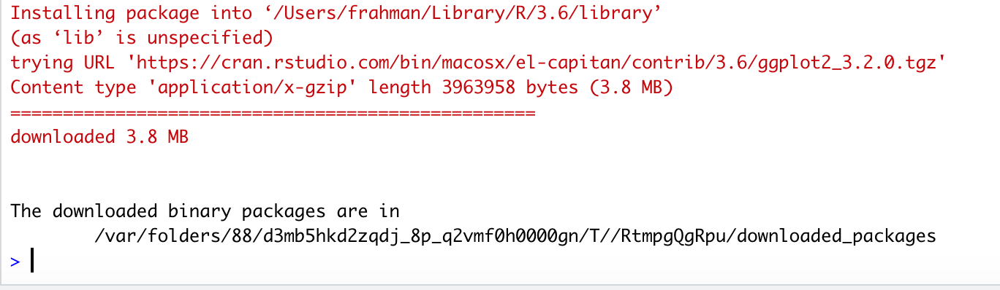 Installing package into ‘/Users/frahman/Library/R/3.6/library’
(as ‘lib’ is unspecified)
trying URL 'https://cran.rstudio.com/bin/macosx/el-capitan/contrib/3.6/ggplot2_3.2.0.tgz'
Content type 'application/x-gzip' length 3963958 bytes (3.8 MB)
==================================================
downloaded 3.8 MB
The downloaded binary packages are in
/var/folders/88/d3mb5hkd2zqdj_8p_q2vmf0h0000gn/T//RtmpgQgRpu/downloaded_packages
>